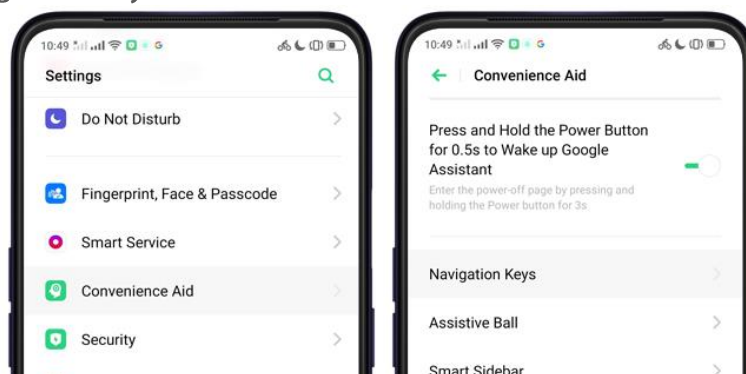 10:49
Settings
Do Not Disturb
Fingerprint, Face & Passcode
Smart Service
Convenience Aid
Security
10:49
Convenience Aid
Press and Hold the Power Button
for 0.5s to Wake up Google
Assistant
Enter the power-off page by pressing and
holding the Power button for 3s
Navigation Keys
Assistive Ball
Smart Sidebar